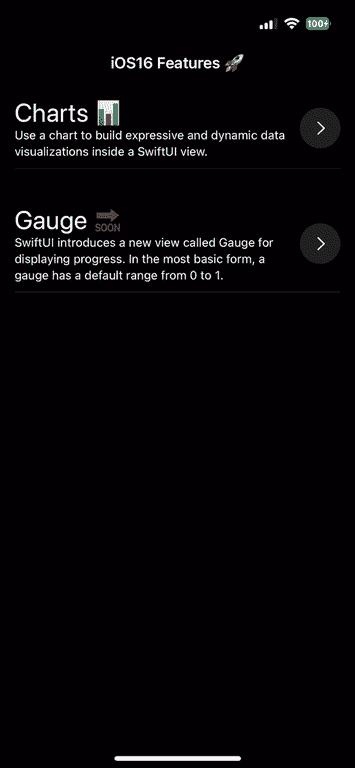 100+
iOS16 Features 🚀
Charts 📊
Use a chart to build expressive and dynamic data
visualizations inside a SwiftUI view.
Gauge 🔜
SOON
SwiftUI introduces a new view called Gauge for
displaying progress. In the most basic form, a
gauge has a default range from 0 to 1.